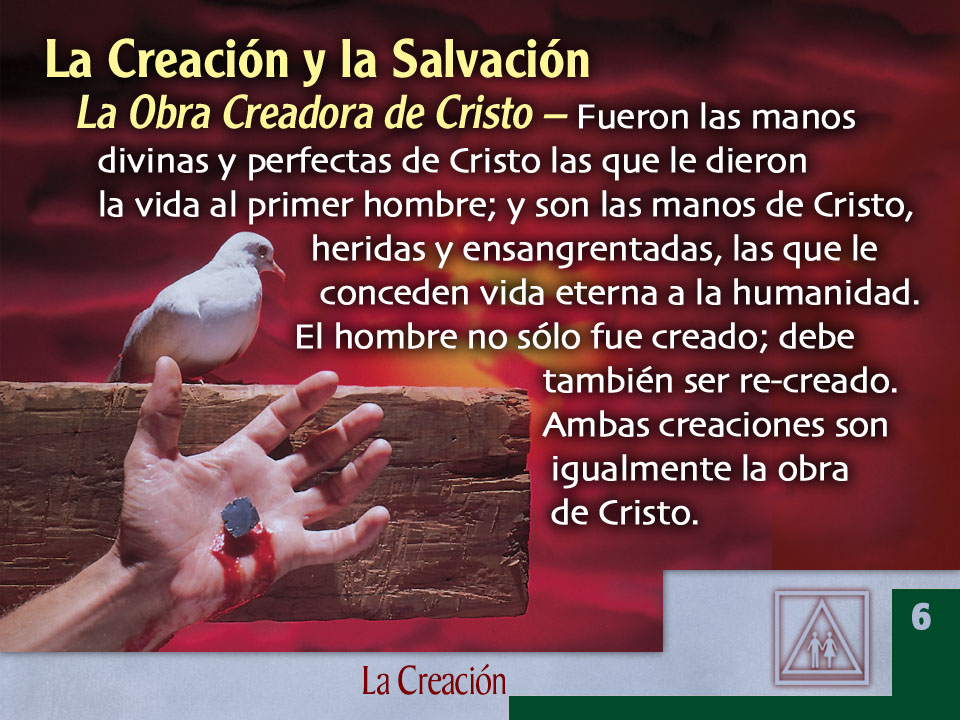 La Creación y la Salvación
La Obra Creadora de Cristo – Fueron las manos
divinas y perfectas de Cristo las que le dieron
la vida al primer hombre; y son las manos de Cristo,
heridas y ensangrentadas, las que le
conceden vida eterna a la humanidad.
El hombre no sólo fue creado; debe
también ser re-creado.
Ambas creaciones son
igualmente la obra
de Cristo.
6
La Creación